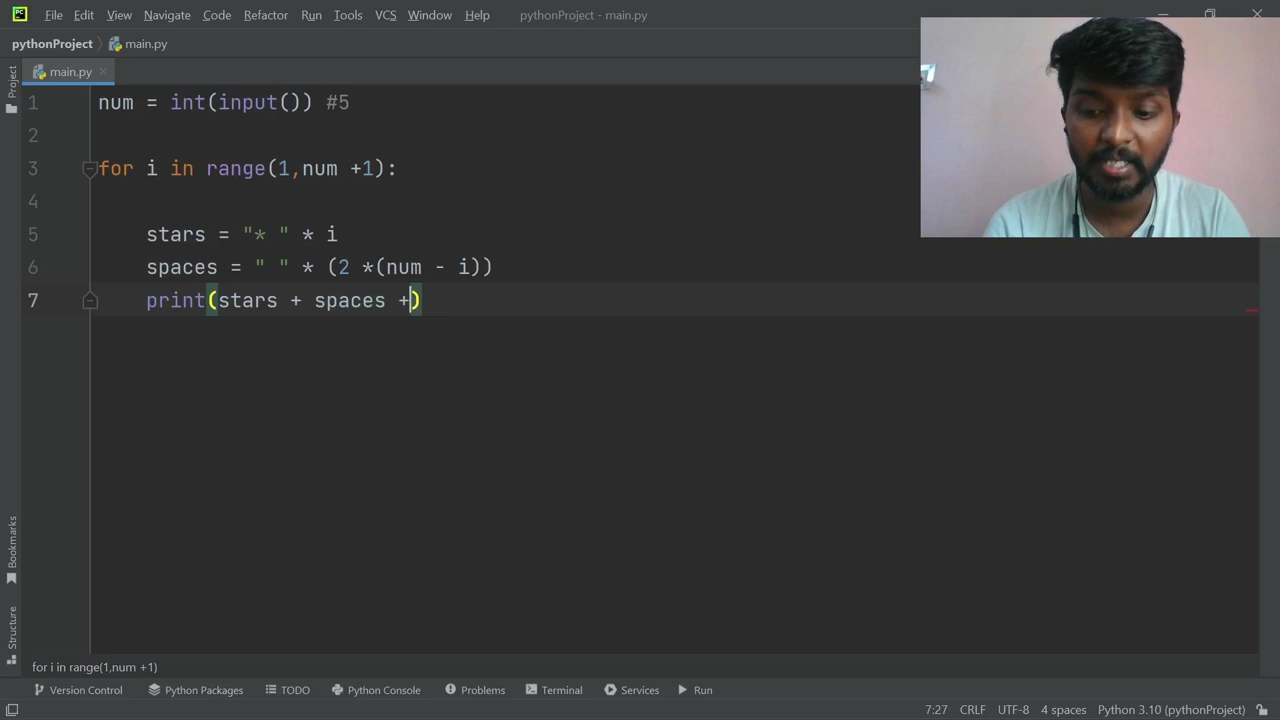 File Edit View Navigate Code Refactor Run Tools VCS Window Help pythonProject - main.py
pythonProject main.py
Project
main.py
1 num = int(input()) #5
2
3 for i in range(1,num +1):
4
5 stars = "* " * i
6 spaces = " " * (2 *(num - i))
7 print(stars + spaces +)
Bookmarks
Structure
for i in range(1,num +1)
Version Control Python Packages TODO Python Console Problems Terminal Services Run
7:27 CRLF UTF-8 4 spaces Python 3.10 (pythonProject)